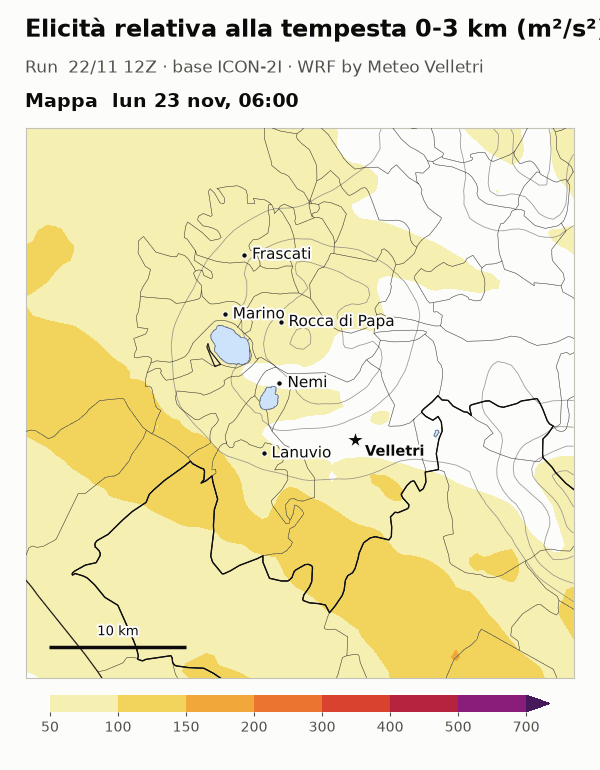 Elicità relativa alla tempesta 0-3 km (m²/s²)
Run 22/11 12Z · base ICON-2I · WRF by Meteo Velletri
Mappa lun 23 nov, 06:00
Frascati
Marino
Rocca di Papa
Nemi
Velletri
Lanuvio
10 km
50 100 150 200 300 400 500 700